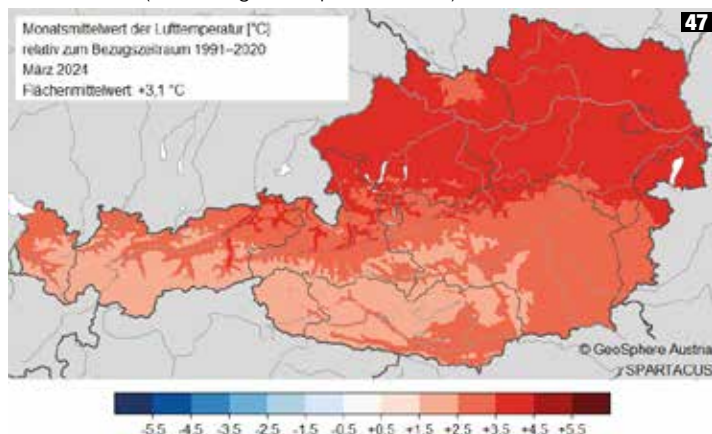 47
Monatsmittelwert der Lufttemperatur [°C]
relativ zum Bezugszeitraum 1991–2020
März 2024
Flächenmittelwert: +3,1 °C
© GeoSphere Austria
SPARTACUS
-5.5 -4.5 -3.5 -2.5 -1.5 -0.5 +0.5 +1.5 +2.5 +3.5 +4.5 +5.5